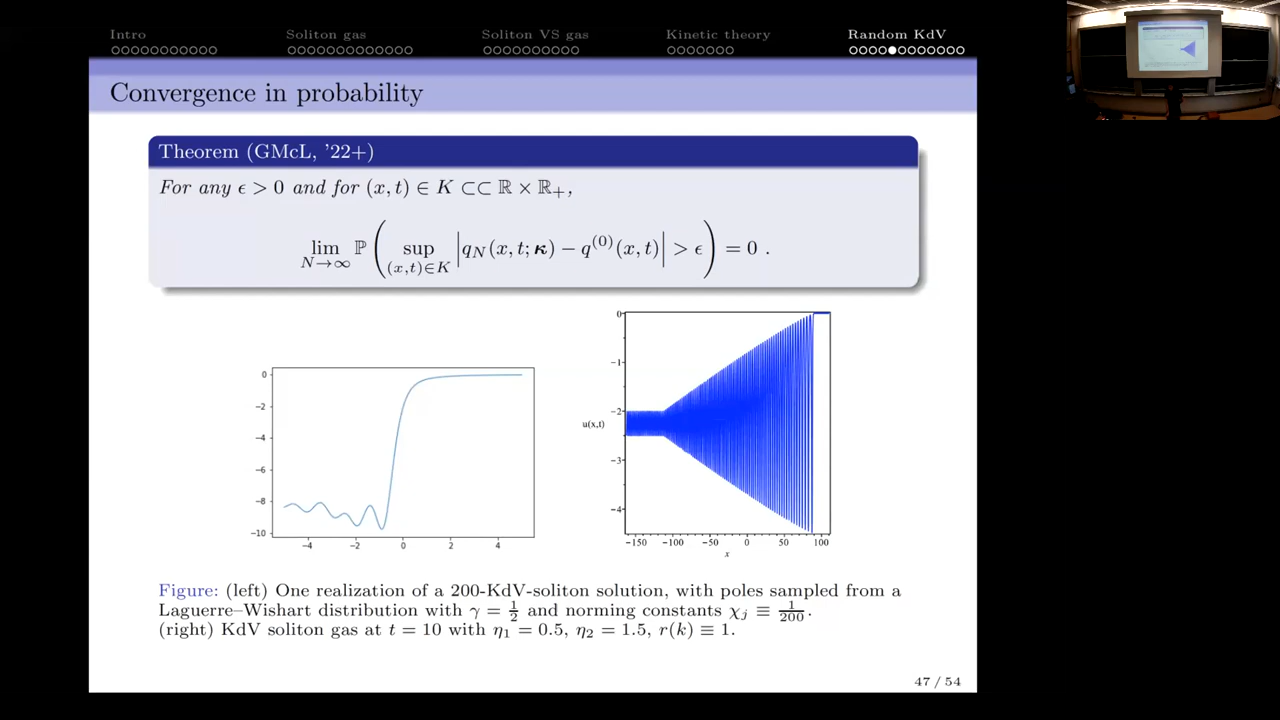 Intro Soliton gas Soliton VS gas Kinetic theory Random KdV
Convergence in probability
Theorem (GMcL, '22+)
For any ϵ > 0 and for (x, t) ∈ K ⊂⊂ ℝ × ℝ₊,
lim N→∞ ℙ ( sup (x,t)∈K |q_N(x, t; κ) − q^(0)(x, t)| > ϵ ) = 0 .
0
−2
−4
−6
−8
−10
−4 −2 0 2 4
0
−1
−2
u(x,t)
−3
−4
−150 −100 −50 0 50 100
x
Figure: (left) One realization of a 200-KdV-soliton solution, with poles sampled from a
Laguerre–Wishart distribution with γ = 1/2 and norming constants χ_j ≡ 1/200.
(right) KdV soliton gas at t = 10 with η₁ = 0.5, η₂ = 1.5, r(k) ≡ 1.
47 / 54